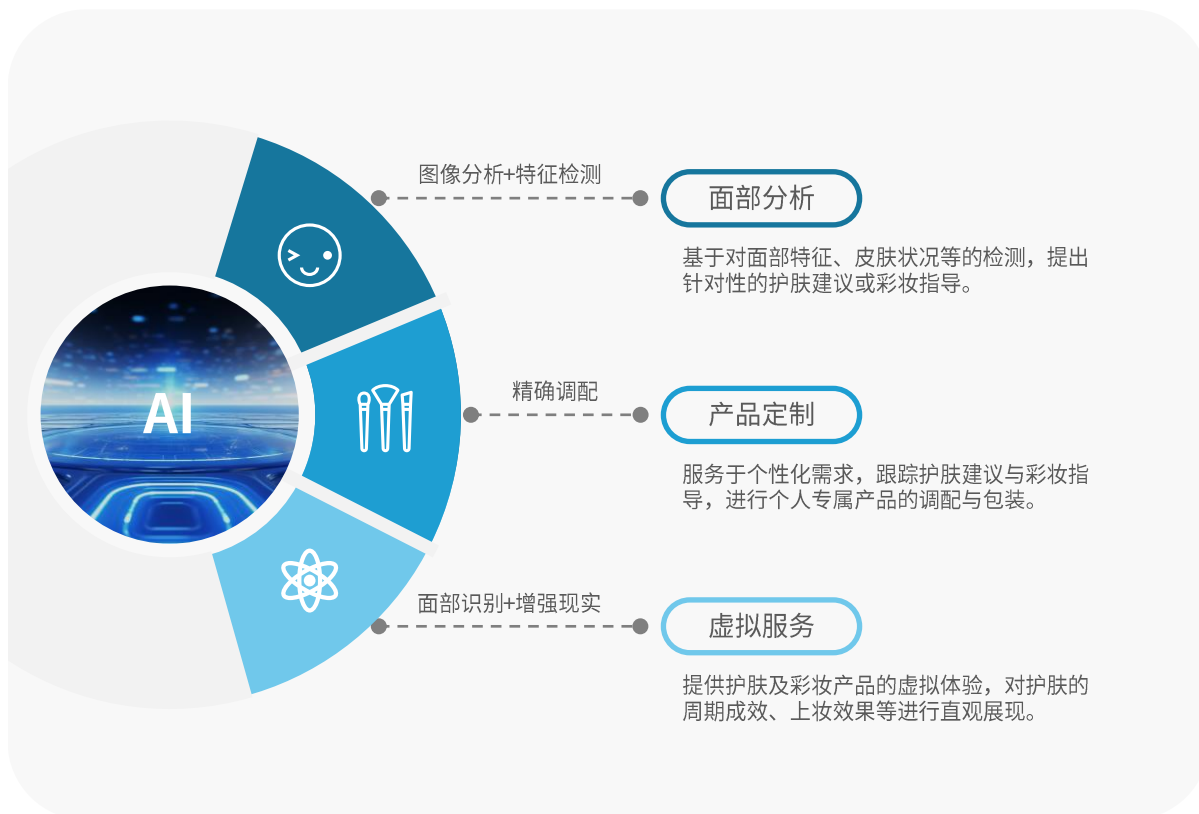 AI
图像分析+特征检测
面部分析
基于对面部特征、皮肤状况等的检测，提出
针对性的护肤建议或彩妆指导。
精确调配
产品定制
服务于个性化需求，跟踪护肤建议与彩妆指
导，进行个人专属产品的调配与包装。
面部识别+增强现实
虚拟服务
提供护肤及彩妆产品的虚拟体验，对护肤的
周期成效、上妆效果等进行直观展现。